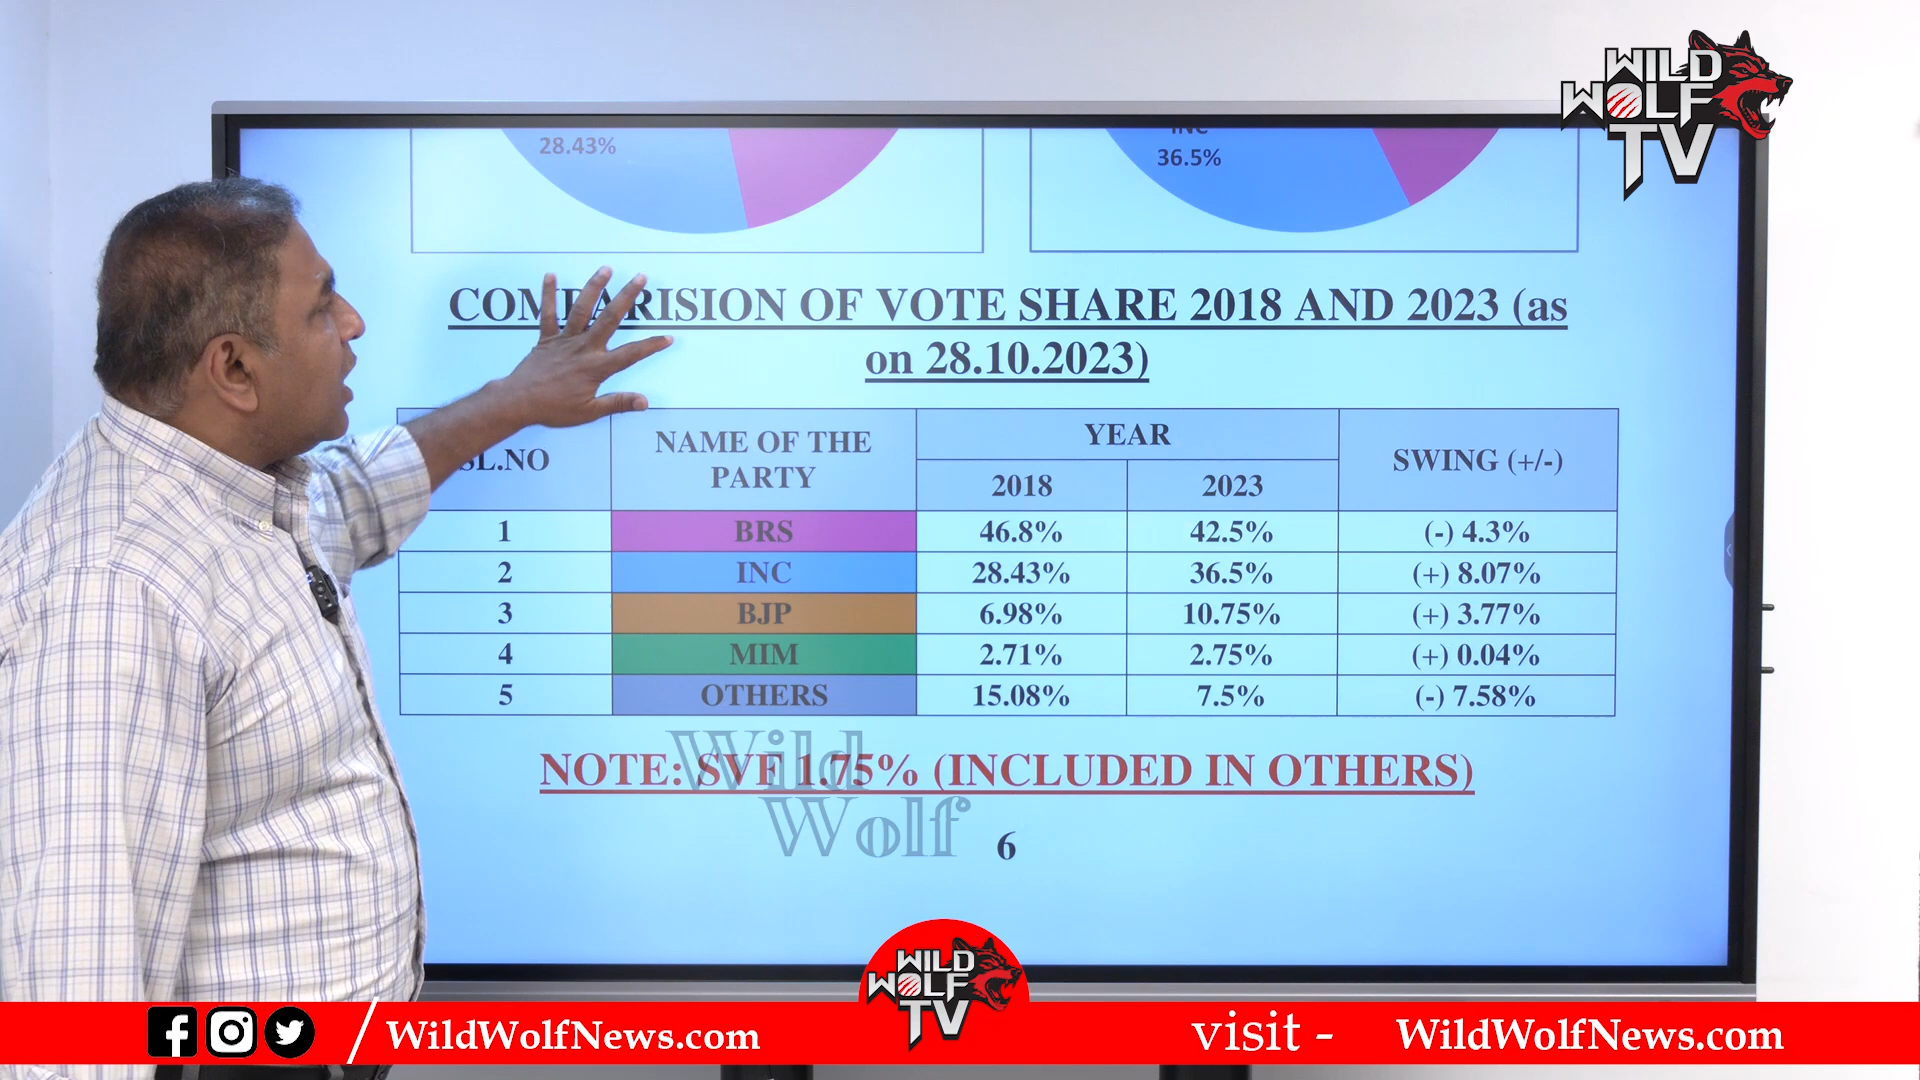 WILD
WOLF
TV
28.43%
INC
36.5%
COMPARISION OF VOTE SHARE 2018 AND 2023 (as
on 28.10.2023)
SL.NO NAME OF THE PARTY YEAR SWING (+/-)
2018 2023
1 BRS 46.8% 42.5% (-) 4.3%
2 INC 28.43% 36.5% (+) 8.07%
3 BJP 6.98% 10.75% (+) 3.77%
4 MIM 2.71% 2.75% (+) 0.04%
5 OTHERS 15.08% 7.5% (-) 7.58%
NOTE: SVF 1.75% (INCLUDED IN OTHERS)
Wild
Wolf
6
WILD
WOLF
TV
WildWolfNews.com
visit - WildWolfNews.com